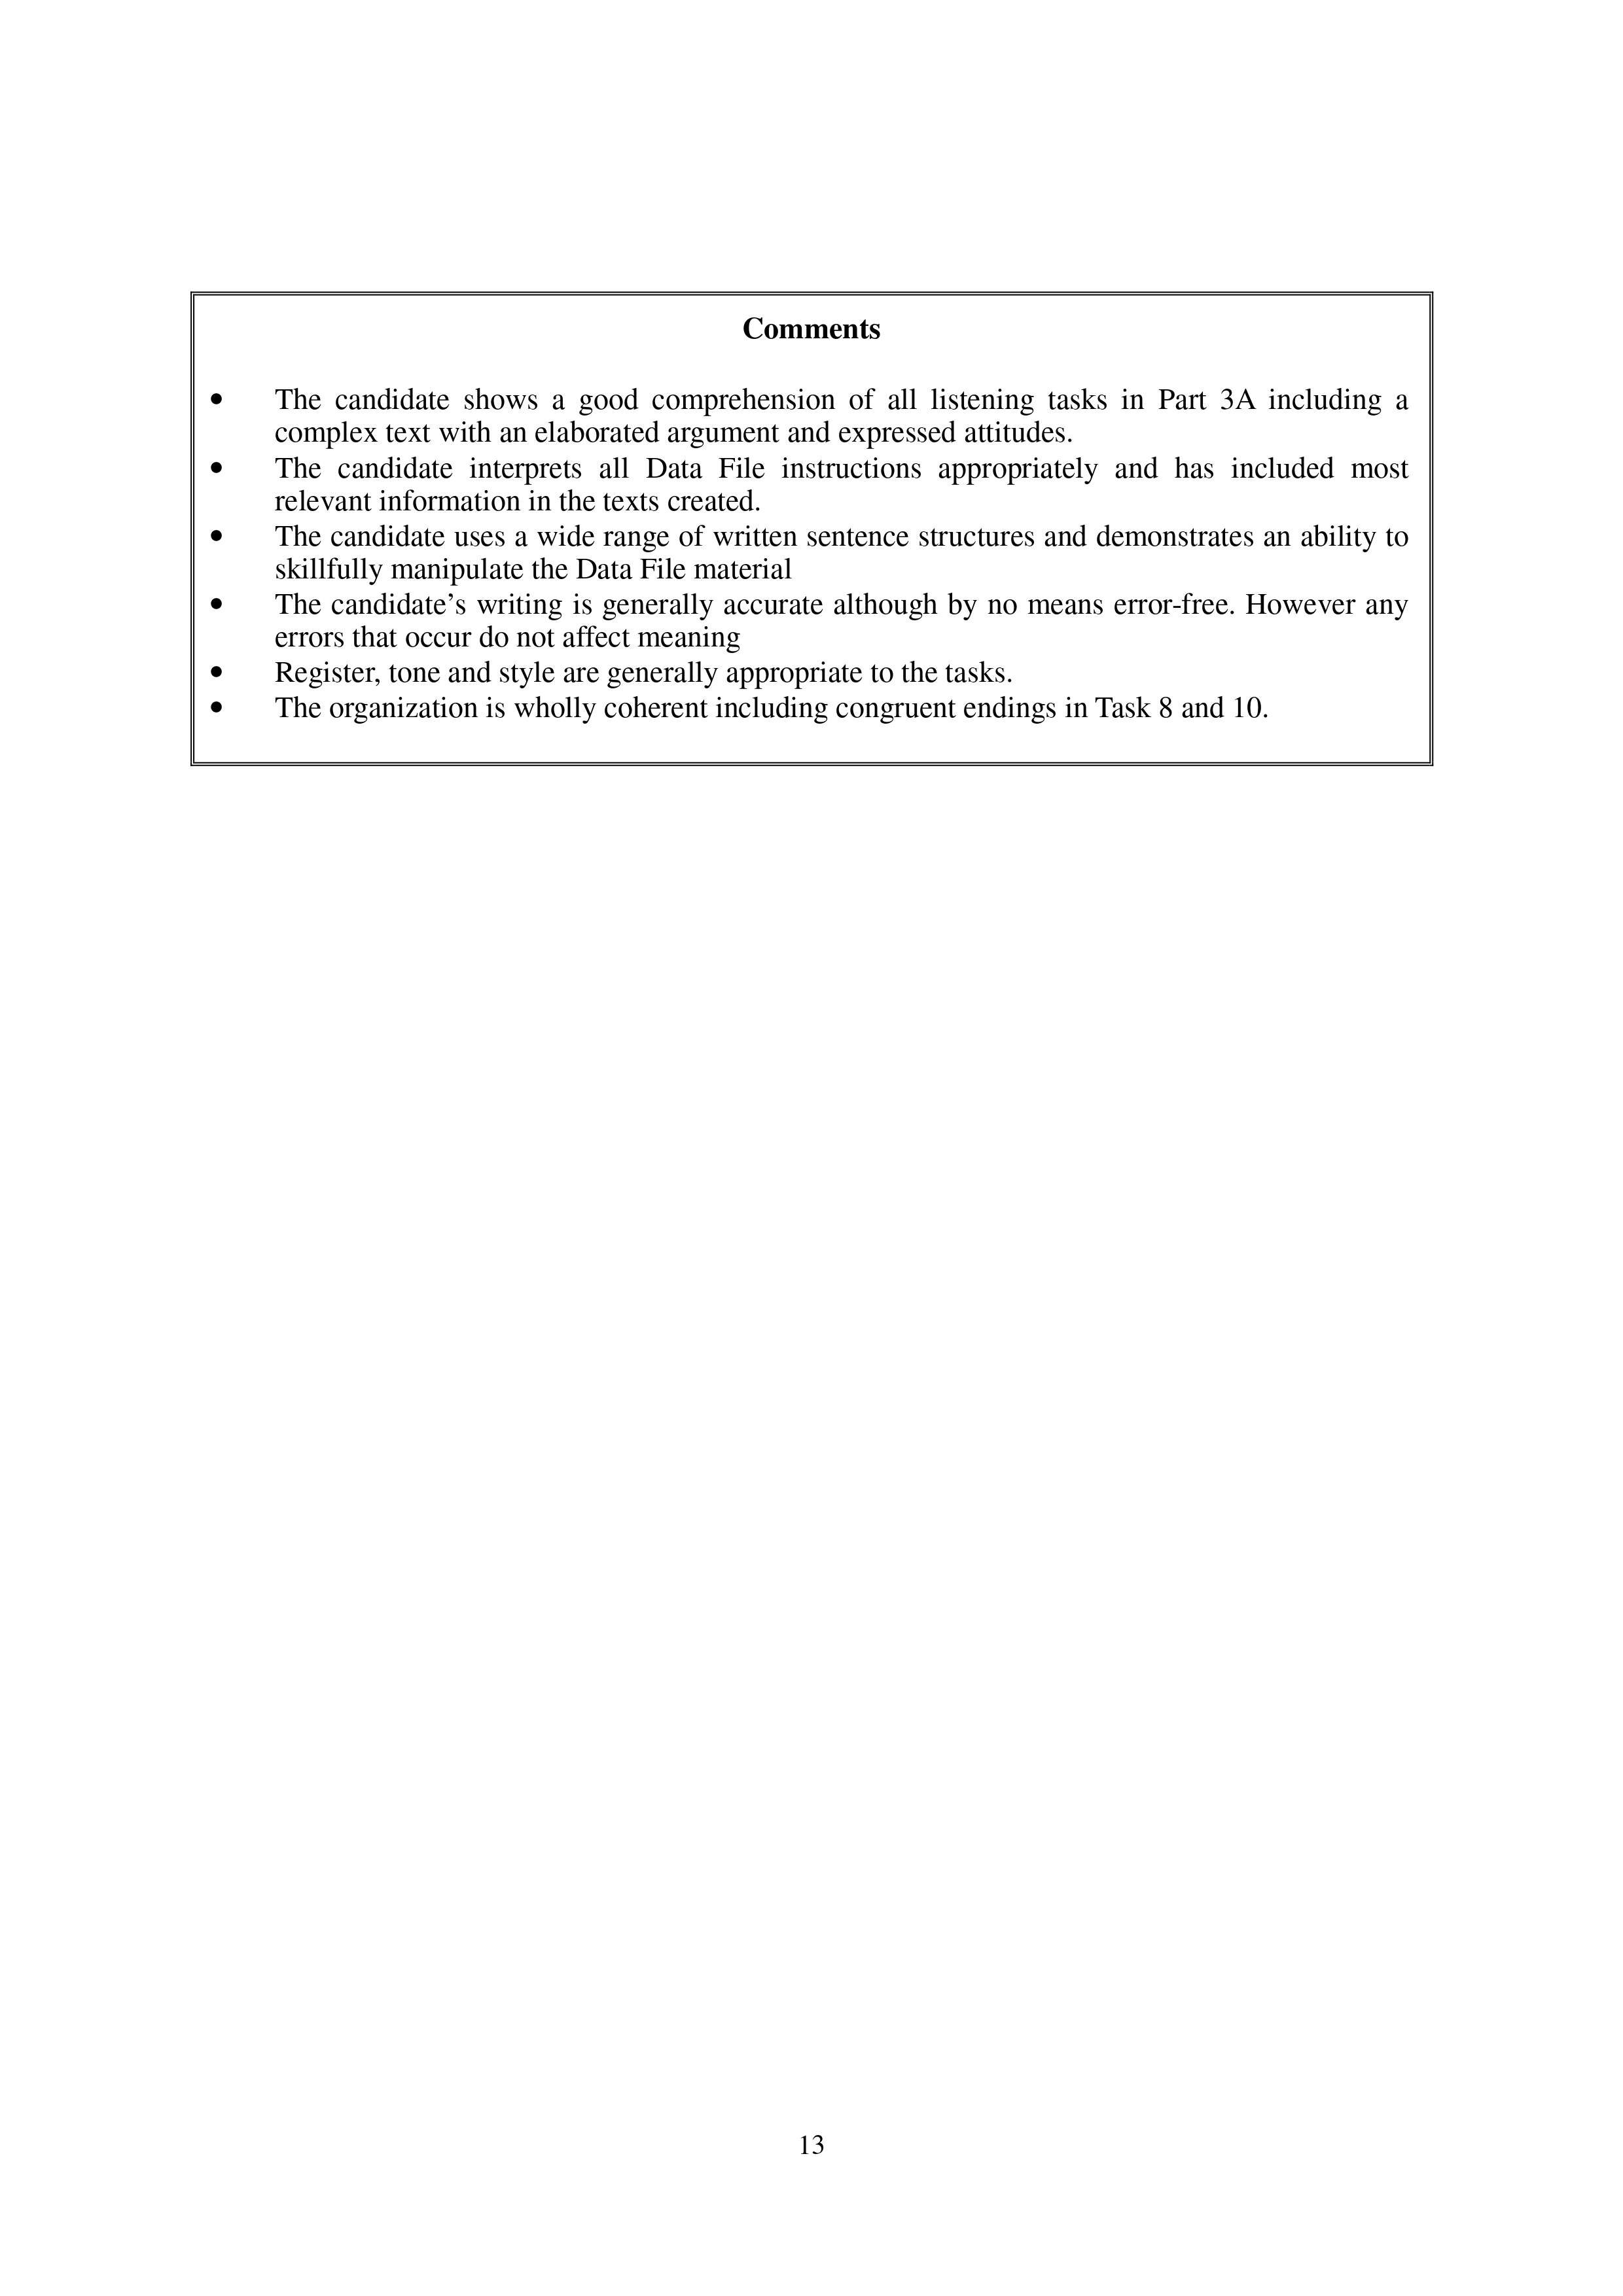 Comments
• The candidate shows a good comprehension of all listening tasks in Part 3A including a
complex text with an elaborated argument and expressed attitudes.
• The candidate interprets all Data File instructions appropriately and has included most
relevant information in the texts created.
• The candidate uses a wide range of written sentence structures and demonstrates an ability to
skillfully manipulate the Data File material
• The candidate’s writing is generally accurate although by no means error-free. However any
errors that occur do not affect meaning
• Register, tone and style are generally appropriate to the tasks.
• The organization is wholly coherent including congruent endings in Task 8 and 10.
13